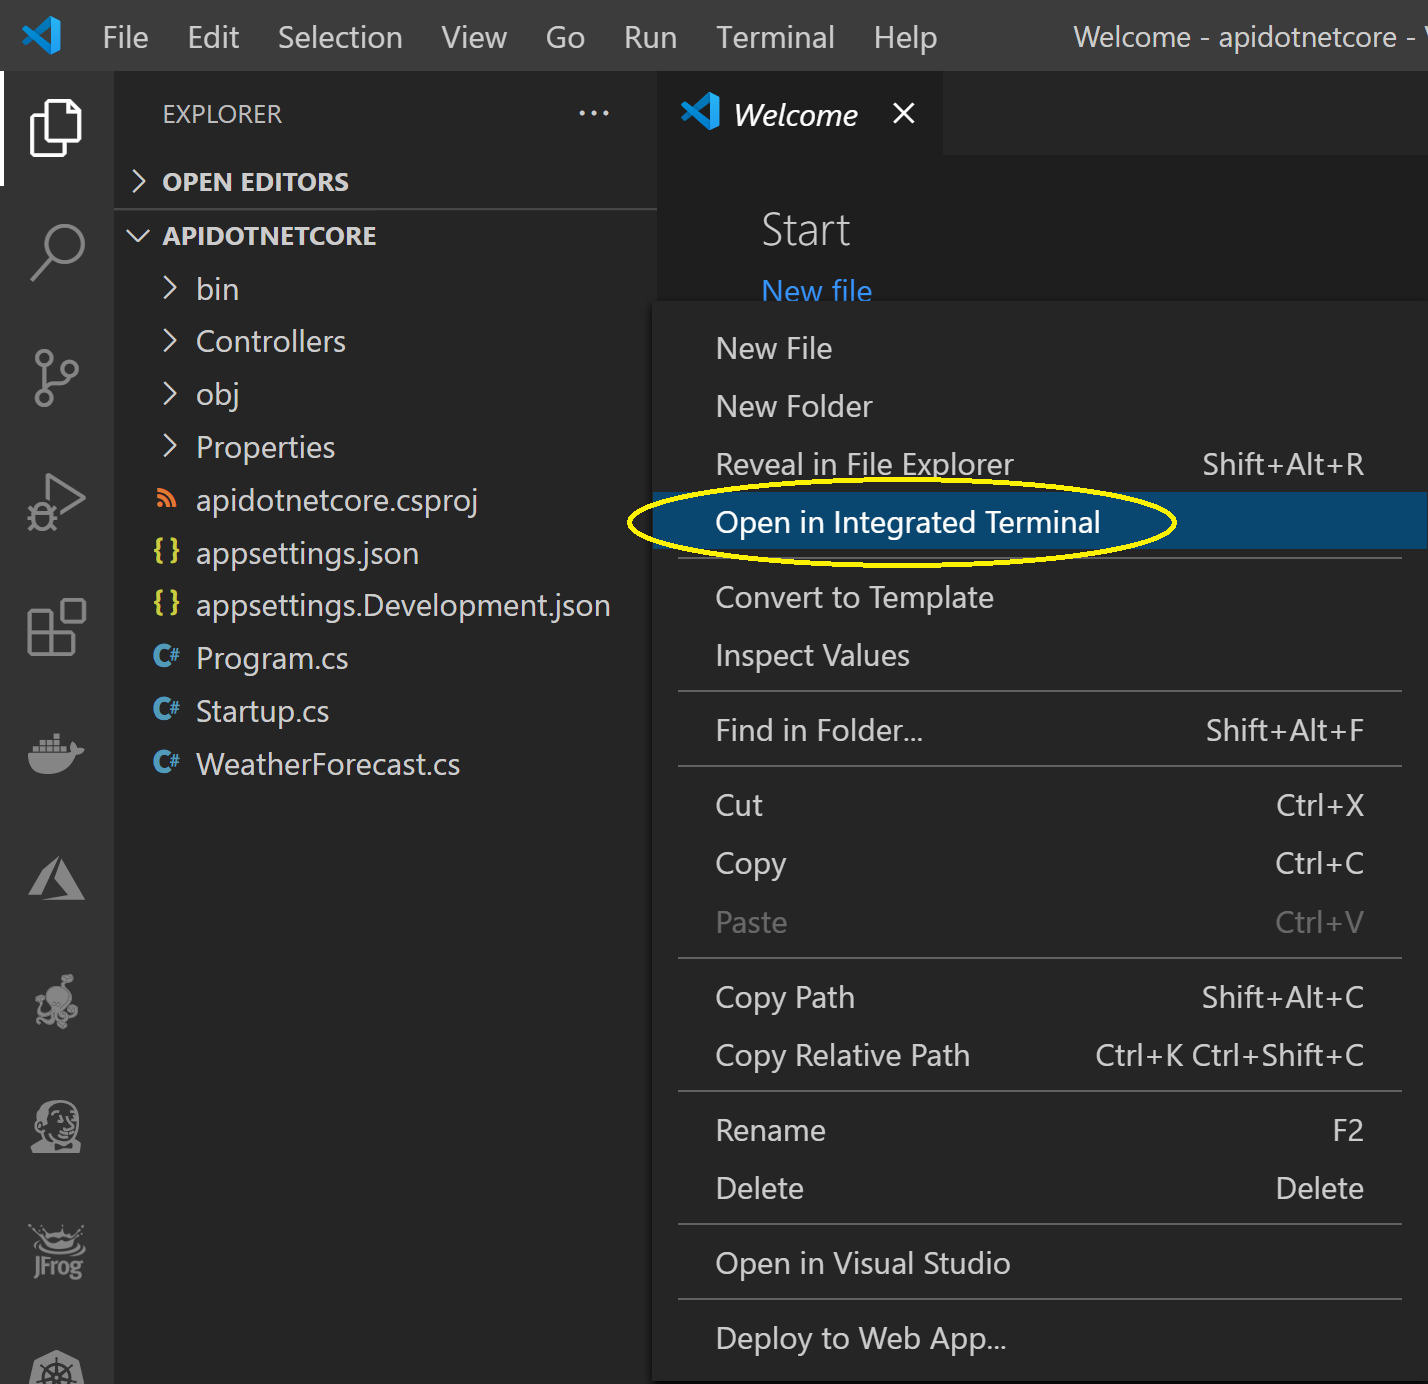 File Edit Selection View Go Run Terminal Help Welcome - apidotnetcore -
EXPLORER ···
Welcome
OPEN EDITORS
APIDOTNETCORE
bin
Controllers
obj
Properties
apidotnetcore.csproj
{} appsettings.json
{} appsettings.Development.json
C# Program.cs
C# Startup.cs
C# WeatherForecast.cs
Start
New file
New File
New Folder
Reveal in File Explorer Shift+Alt+R
Open in Integrated Terminal
Convert to Template
Inspect Values
Find in Folder... Shift+Alt+F
Cut Ctrl+X
Copy Ctrl+C
Paste Ctrl+V
Copy Path Shift+Alt+C
Copy Relative Path Ctrl+K Ctrl+Shift+C
Rename F2
Delete Delete
Open in Visual Studio
Deploy to Web App...
JFrog